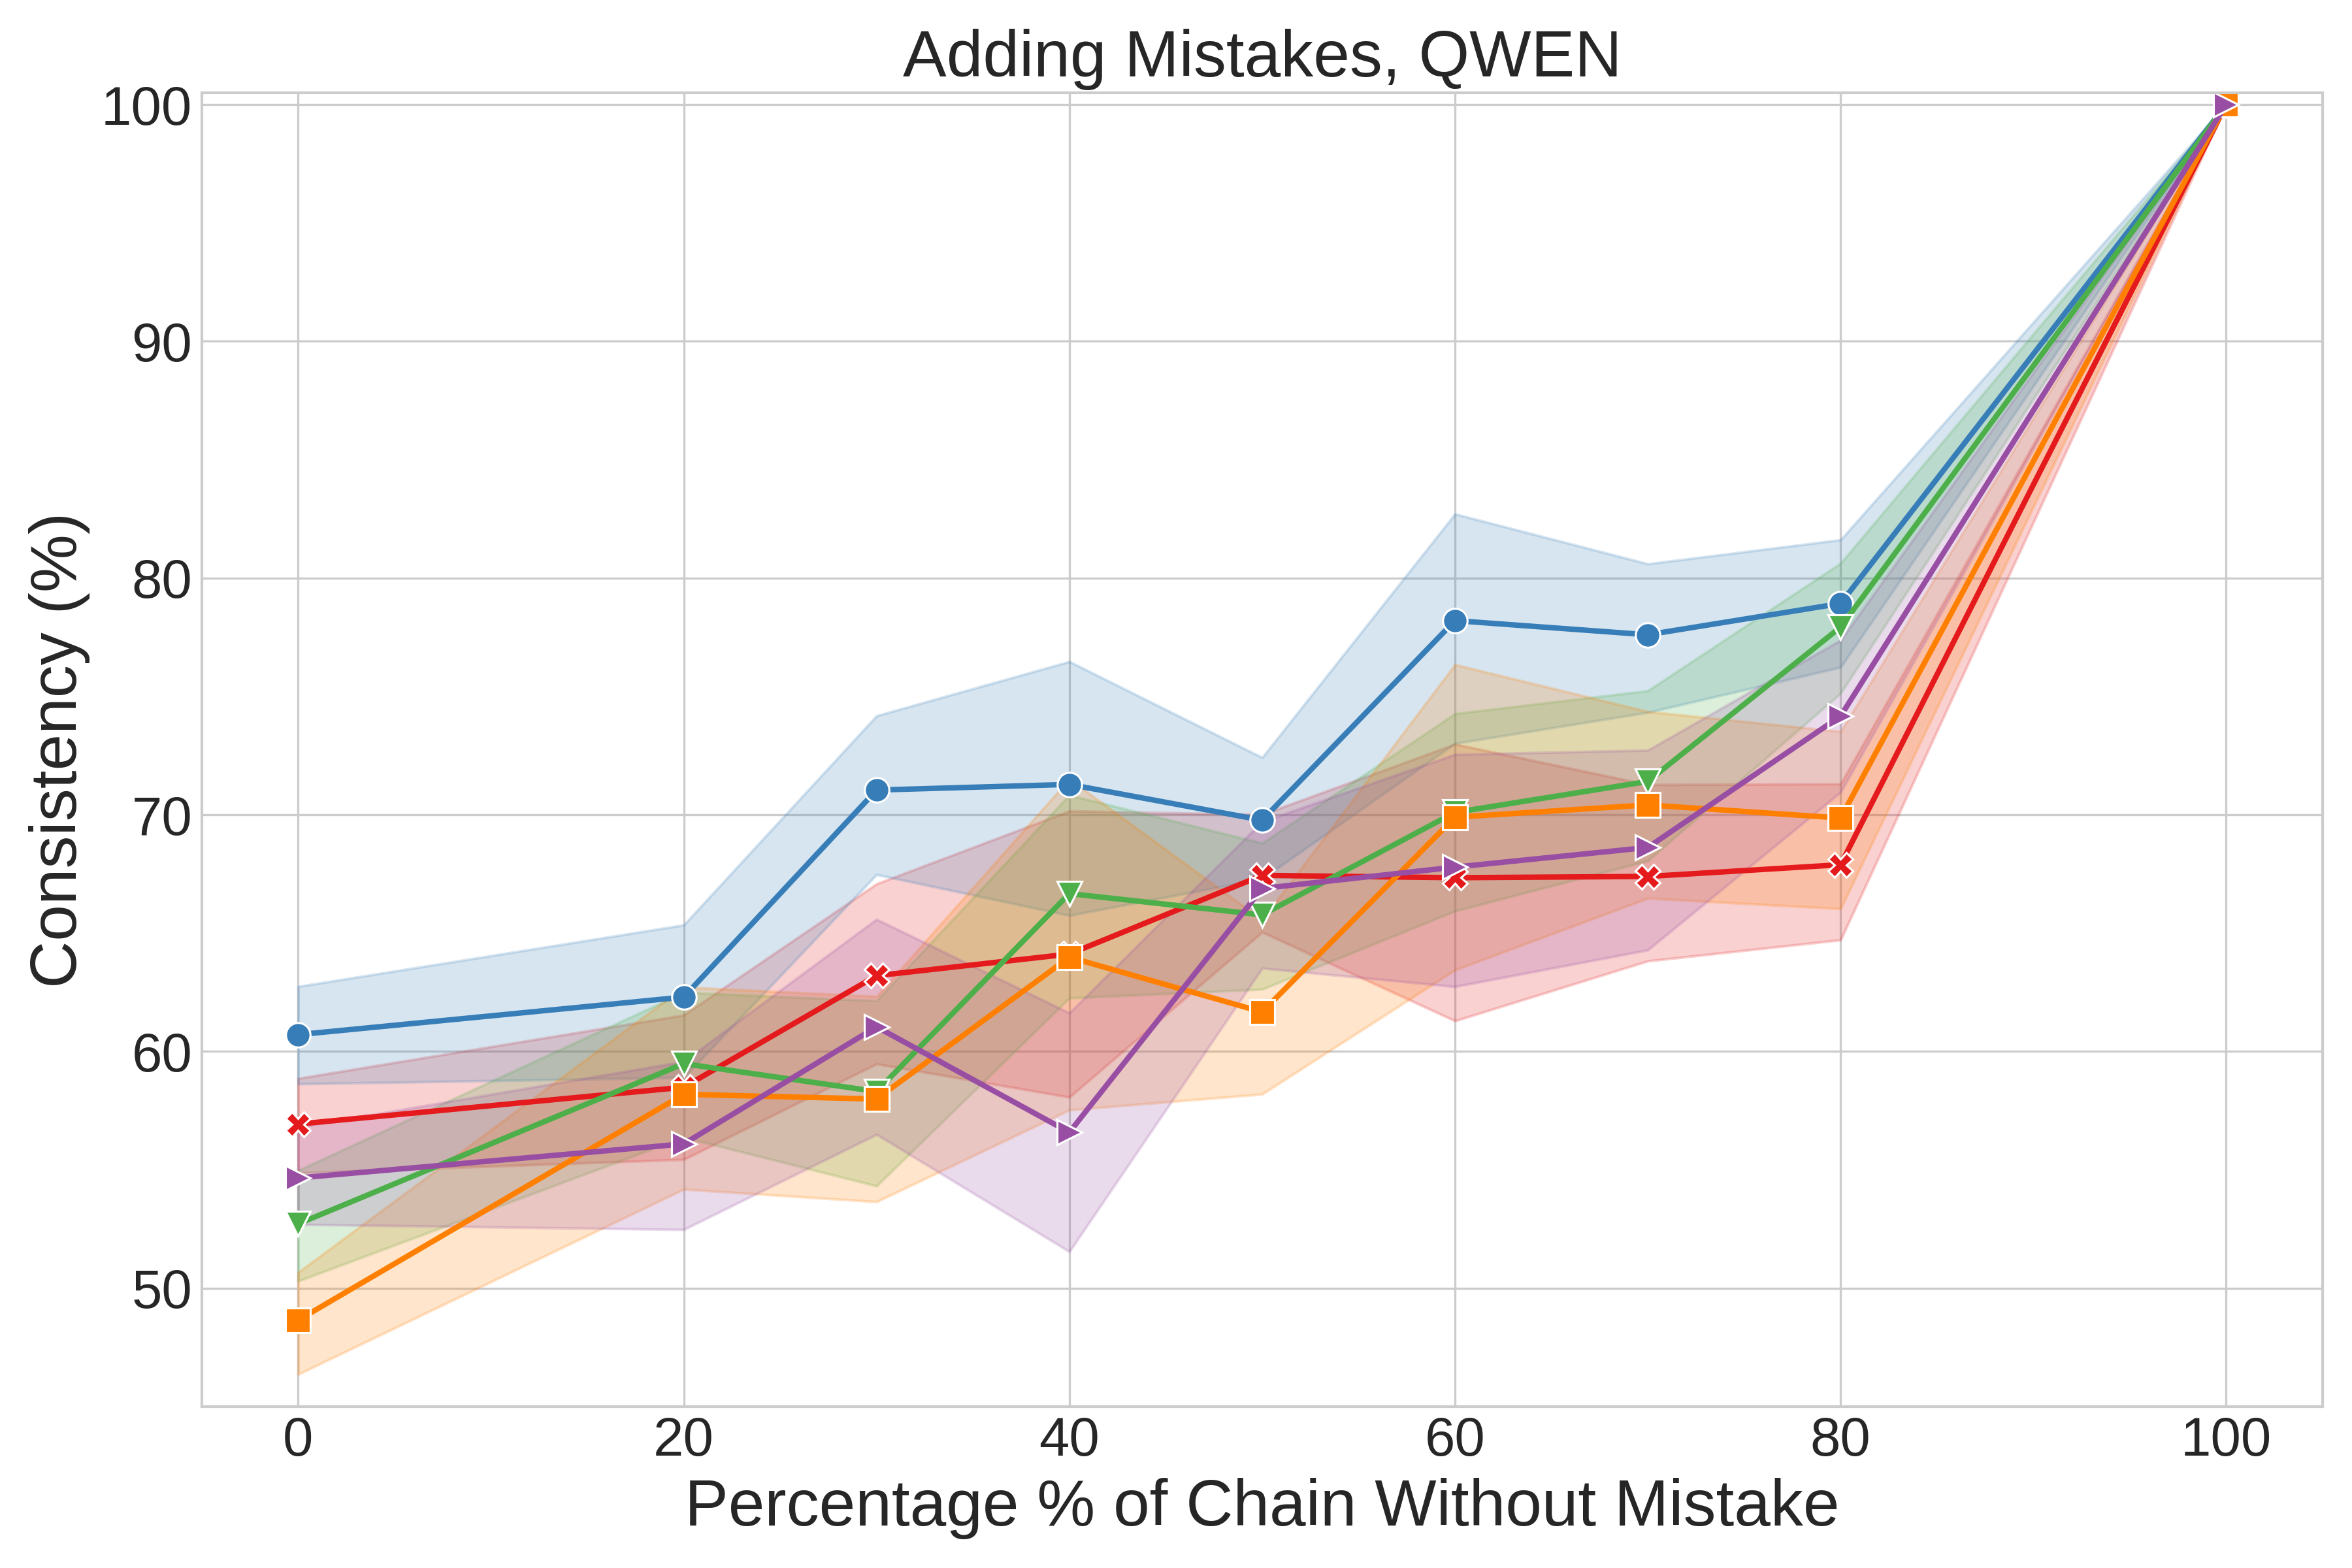 Adding Mistakes, QWEN
100
90
80
70
60
50
Consistency (%)
0 20 40 60 80 100
Percentage % of Chain Without Mistake